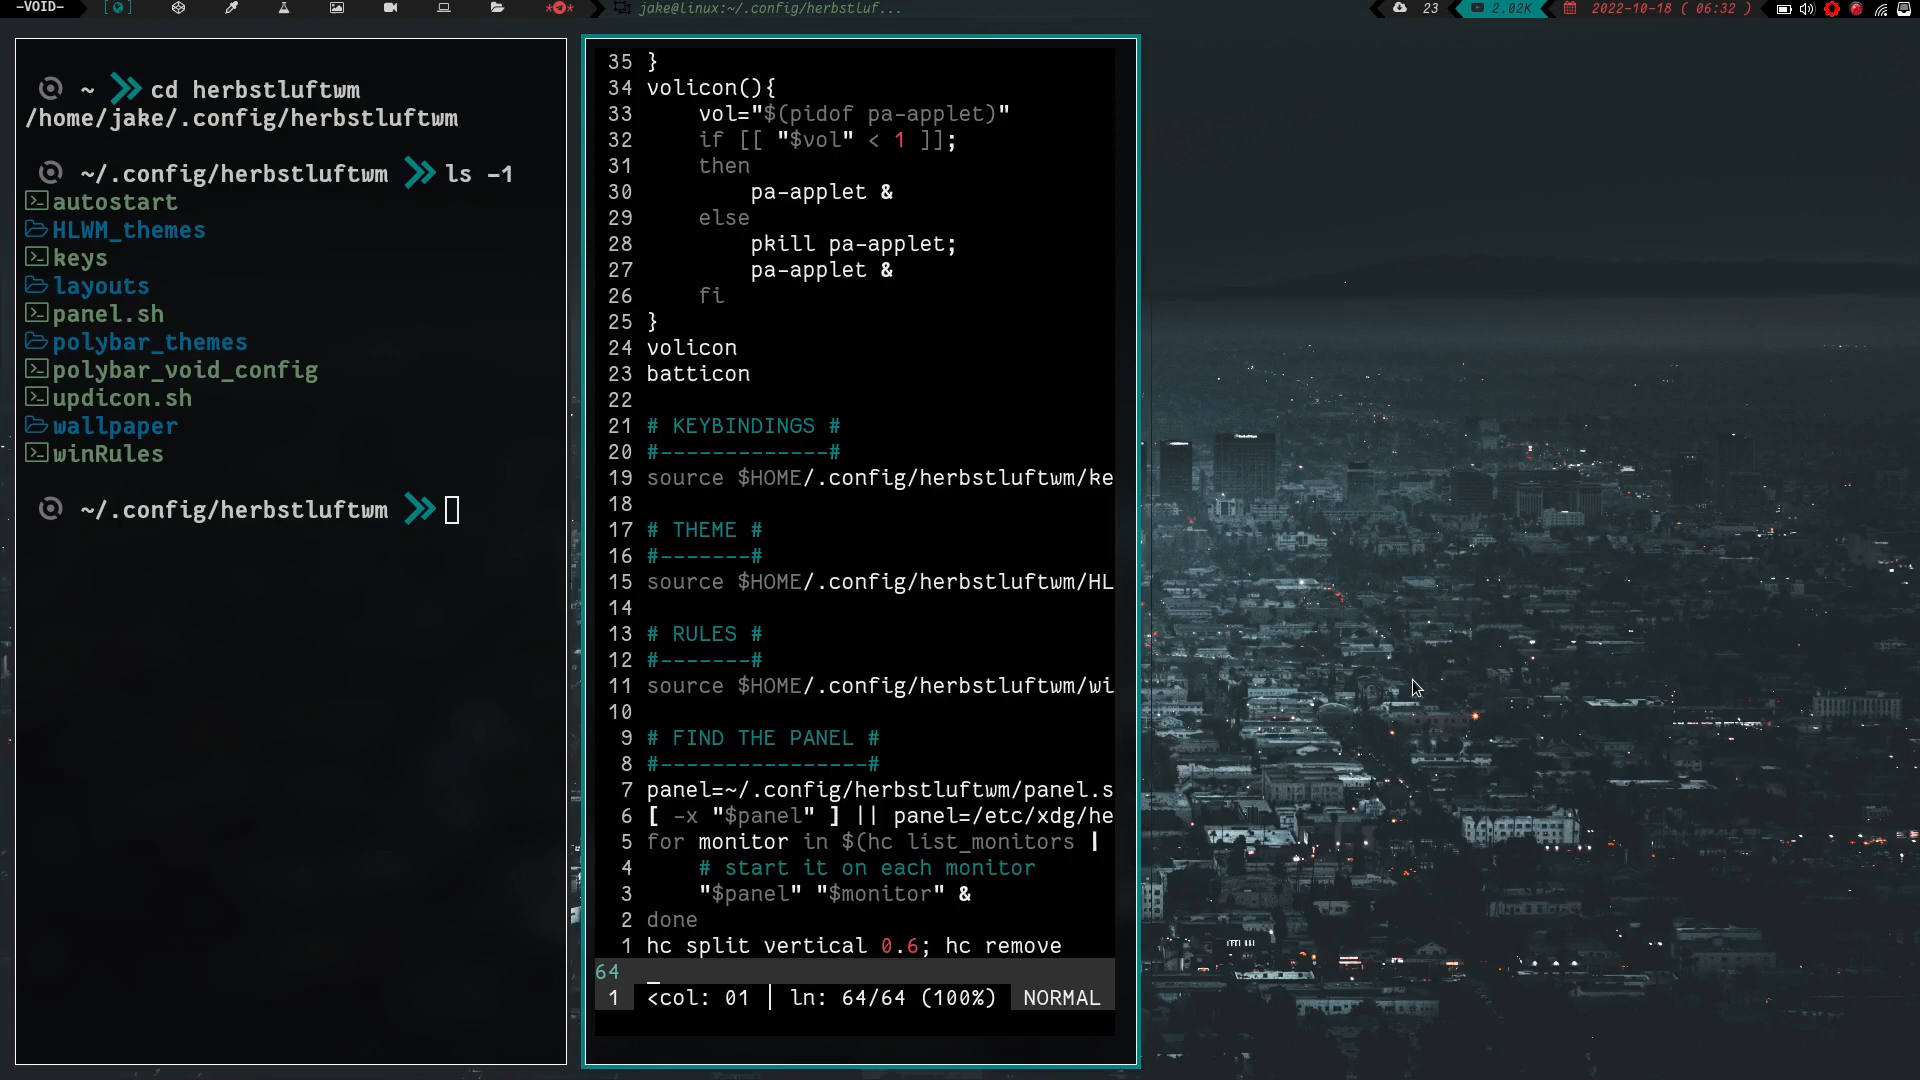 -VOID-
jake@linux:~/.config/herbstluf...
23
2.02K
2022-10-18 ( 06:32 )
~ cd herbstluftwm
/home/jake/.config/herbstluftwm
~/.config/herbstluftwm ls -1
autostart
HLWM_themes
keys
layouts
panel.sh
polybar_themes
polybar_void_config
updicon.sh
wallpaper
winRules
~/.config/herbstluftwm
35 }
34 volicon(){
33 vol="$(pidof pa-applet)"
32 if [[ "$vol" < 1 ]];
31 then
30 pa-applet &
29 else
28 pkill pa-applet;
27 pa-applet &
26 fi
25 }
24 volicon
23 batticon
22
21 # KEYBINDINGS #
20 #-------------#
19 source $HOME/.config/herbstluftwm/ke
18
17 # THEME #
16 #-------#
15 source $HOME/.config/herbstluftwm/HL
14
13 # RULES #
12 #-------#
11 source $HOME/.config/herbstluftwm/wi
10
9 # FIND THE PANEL #
8 #----------------#
7 panel=~/.config/herbstluftwm/panel.s
6 [ -x "$panel" ] || panel=/etc/xdg/he
5 for monitor in $(hc list_monitors |
4 # start it on each monitor
3 "$panel" "$monitor" &
2 done
1 hc split vertical 0.6; hc remove
64
1 <col: 01 | ln: 64/64 (100%) NORMAL